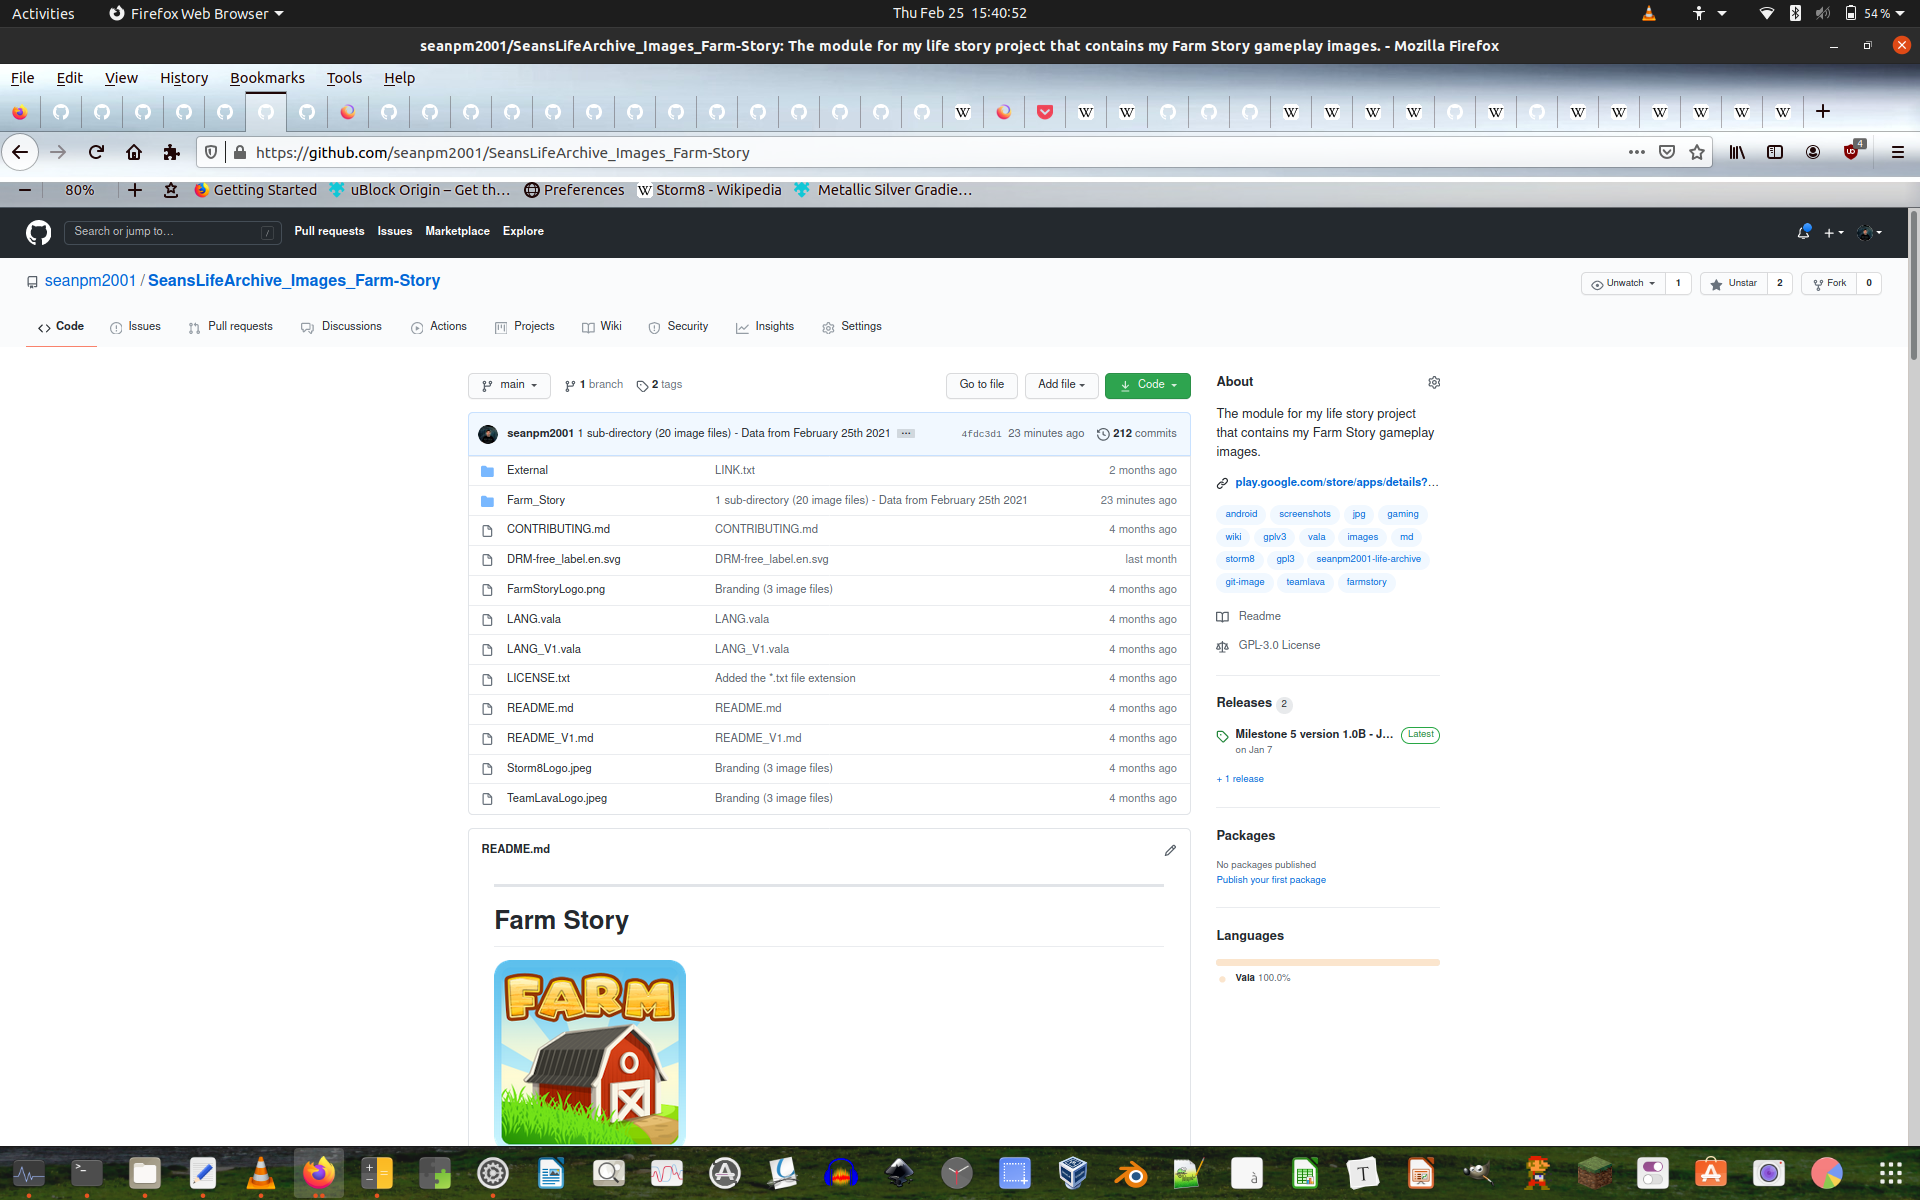 Activities
Firefox Web Browser
Thu Feb 25 15:40:52
54 %
seanpm2001/SeansLifeArchive_Images_Farm-Story: The module for my life story project that contains my Farm Story gameplay images. - Mozilla Firefox
File Edit View History Bookmarks Tools Help
https://github.com/seanpm2001/SeansLifeArchive_Images_Farm-Story
4
80%
Getting Started
uBlock Origin – Get th…
Preferences
Storm8 - Wikipedia
Metallic Silver Gradie…
Search or jump to…
/
Pull requests Issues Marketplace Explore
seanpm2001 / SeansLifeArchive_Images_Farm-Story
Unwatch 1
Unstar 2
Fork 0
Code Issues Pull requests Discussions Actions Projects Wiki Security Insights Settings
main
1 branch
2 tags
Go to file
Add file
Code
seanpm2001 1 sub-directory (20 image files) - Data from February 25th 2021 ... 4fdc3d1 23 minutes ago 212 commits
External LINK.txt 2 months ago
Farm_Story 1 sub-directory (20 image files) - Data from February 25th 2021 23 minutes ago
CONTRIBUTING.md CONTRIBUTING.md 4 months ago
DRM-free_label.en.svg DRM-free_label.en.svg last month
FarmStoryLogo.png Branding (3 image files) 4 months ago
LANG.vala LANG.vala 4 months ago
LANG_V1.vala LANG_V1.vala 4 months ago
LICENSE.txt Added the *.txt file extension 4 months ago
README.md README.md 4 months ago
README_V1.md README_V1.md 4 months ago
Storm8Logo.jpeg Branding (3 image files) 4 months ago
TeamLavaLogo.jpeg Branding (3 image files) 4 months ago
README.md
Farm Story
FARM
About
The module for my life story project
that contains my Farm Story gameplay
images.
play.google.com/store/apps/details?…
android screenshots jpg gaming
wiki gplv3 vala images md
storm8 gpl3 seanpm2001-life-archive
git-image teamlava farmstory
Readme
GPL-3.0 License
Releases 2
Milestone 5 version 1.0B - J… Latest
on Jan 7
+ 1 release
Packages
No packages published
Publish your first package
Languages
Vala 100.0%